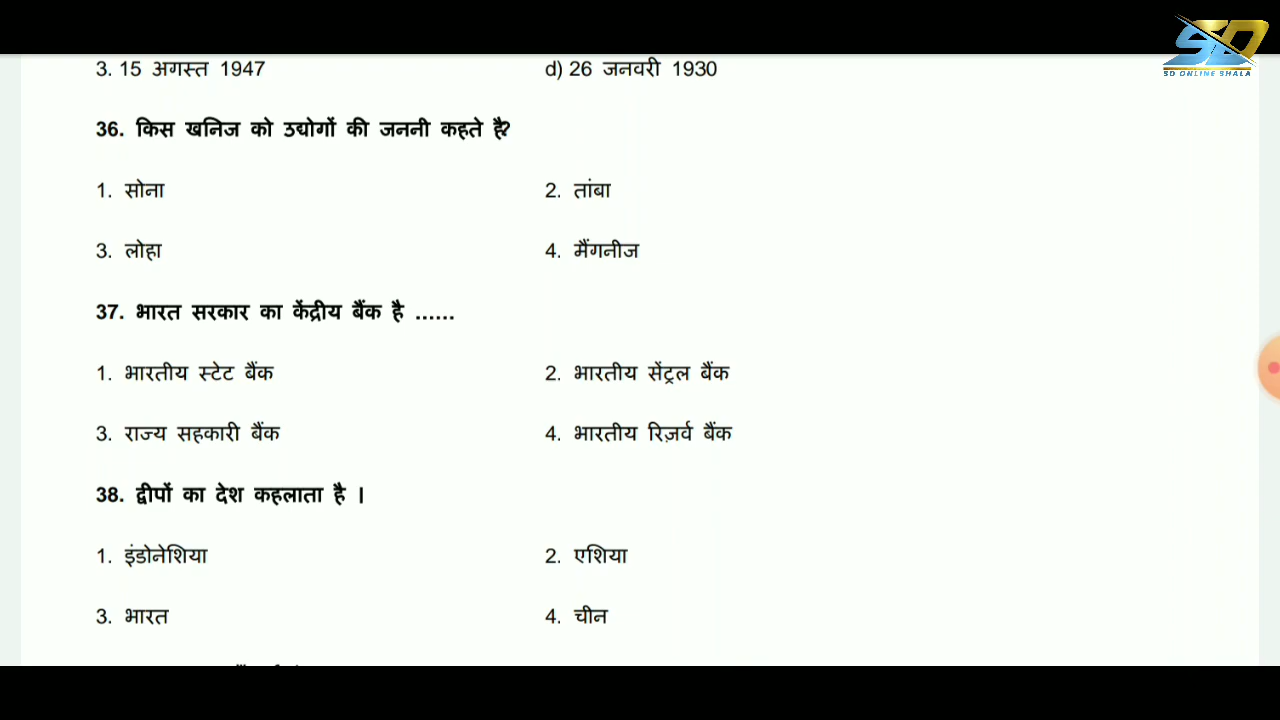 SD
SD ONLINE SHALA
3. 15 अगस्त 1947 d) 26 जनवरी 1930
36. किस खनिज को उद्योगों की जननी कहते है?
1. सोना 2. तांबा
3. लोहा 4. मैंगनीज
37. भारत सरकार का केंद्रीय बैंक है ......
1. भारतीय स्टेट बैंक 2. भारतीय सेंट्रल बैंक
3. राज्य सहकारी बैंक 4. भारतीय रिज़र्व बैंक
38. द्वीपों का देश कहलाता है ।
1. इंडोनेशिया 2. एशिया
3. भारत 4. चीन